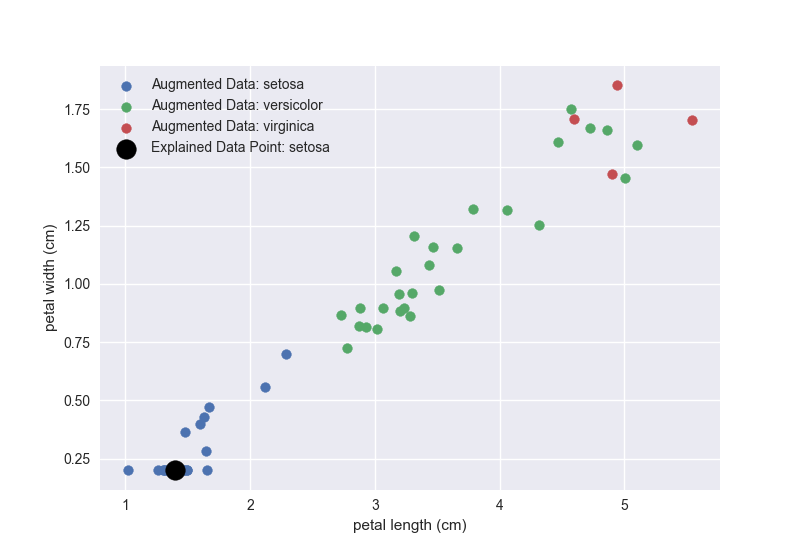 Augmented Data: setosa
Augmented Data: versicolor
Augmented Data: virginica
Explained Data Point: setosa
1.75
1.50
1.25
1.00
0.75
0.50
0.25
petal width (cm)
1 2 3 4 5
petal length (cm)